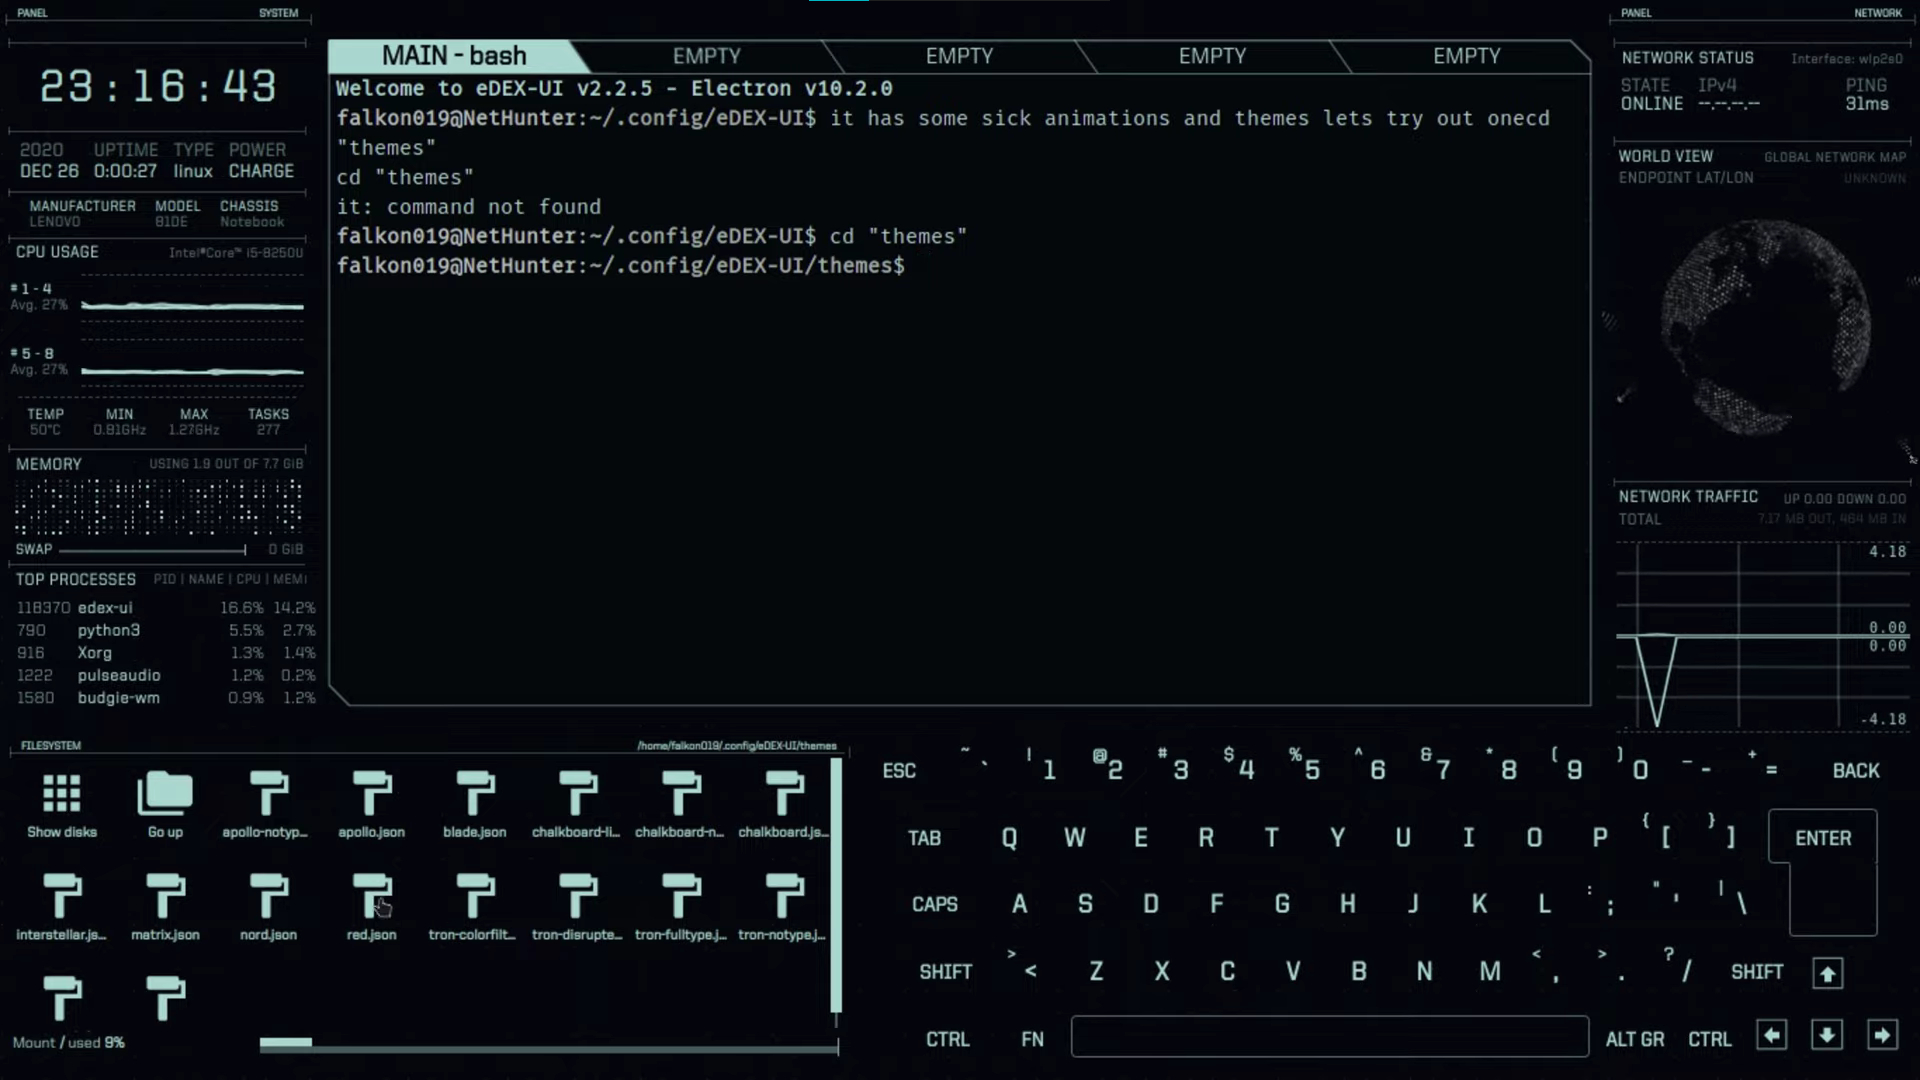 PANEL SYSTEM
23:16:43
2020 UPTIME TYPE POWER
DEC 26 0:00:27 linux CHARGE
MANUFACTURER MODEL CHASSIS
LENOVO 81DE Notebook
CPU USAGE Intel®Core™ i5-8250U
# 1 - 4
Avg. 27%
# 5 - 8
Avg. 27%
TEMP MIN MAX TASKS
50°C 0.81GHz 1.27GHz 277
MEMORY USING 1.9 OUT OF 7.7 GiB
SWAP 0 GiB
TOP PROCESSES PID | NAME | CPU | MEM
118370 edex-ui 16.6% 14.2%
790 python3 5.5% 2.7%
916 Xorg 1.3% 1.4%
1222 pulseaudio 1.2% 0.2%
1580 budgie-wm 0.9% 1.2%
MAIN - bash EMPTY EMPTY EMPTY EMPTY
Welcome to eDEX-UI v2.2.5 - Electron v10.2.0
falkon019@NetHunter:~/.config/eDEX-UI$ it has some sick animations and themes lets try out onecd
"themes"
cd "themes"
it: command not found
falkon019@NetHunter:~/.config/eDEX-UI$ cd "themes"
falkon019@NetHunter:~/.config/eDEX-UI/themes$
PANEL NETWORK
NETWORK STATUS Interface: wlp2s0
STATE IPv4 PING
ONLINE --.--.--.-- 31ms
WORLD VIEW GLOBAL NETWORK MAP
ENDPOINT LAT/LON UNKNOWN
NETWORK TRAFFIC UP 0.00 DOWN 0.00
TOTAL 7.17 MB OUT, 464 MB IN
4.18
0.00
0.00
-4.18
FILESYSTEM /home/falkon019/.config/eDEX-UI/themes
Show disks Go up apollo-notyp... apollo.json blade.json chalkboard-li... chalkboard-n... chalkboard.js...
interstellar.js... matrix.json nord.json red.json tron-colorfilt... tron-disrupte... tron-fulltype.j... tron-notype.j...
Mount / used 9%
ESC ~ ` ! 1 @ 2 # 3 $ 4 % 5 ^ 6 & 7 * 8 ( 9 ) 0 _ - + = BACK
TAB Q W E R T Y U I O P { [ } ] ENTER
CAPS A S D F G H J K L : ; " ' | \
SHIFT > < Z X C V B N M < , > . ? / SHIFT
CTRL FN ALT GR CTRL